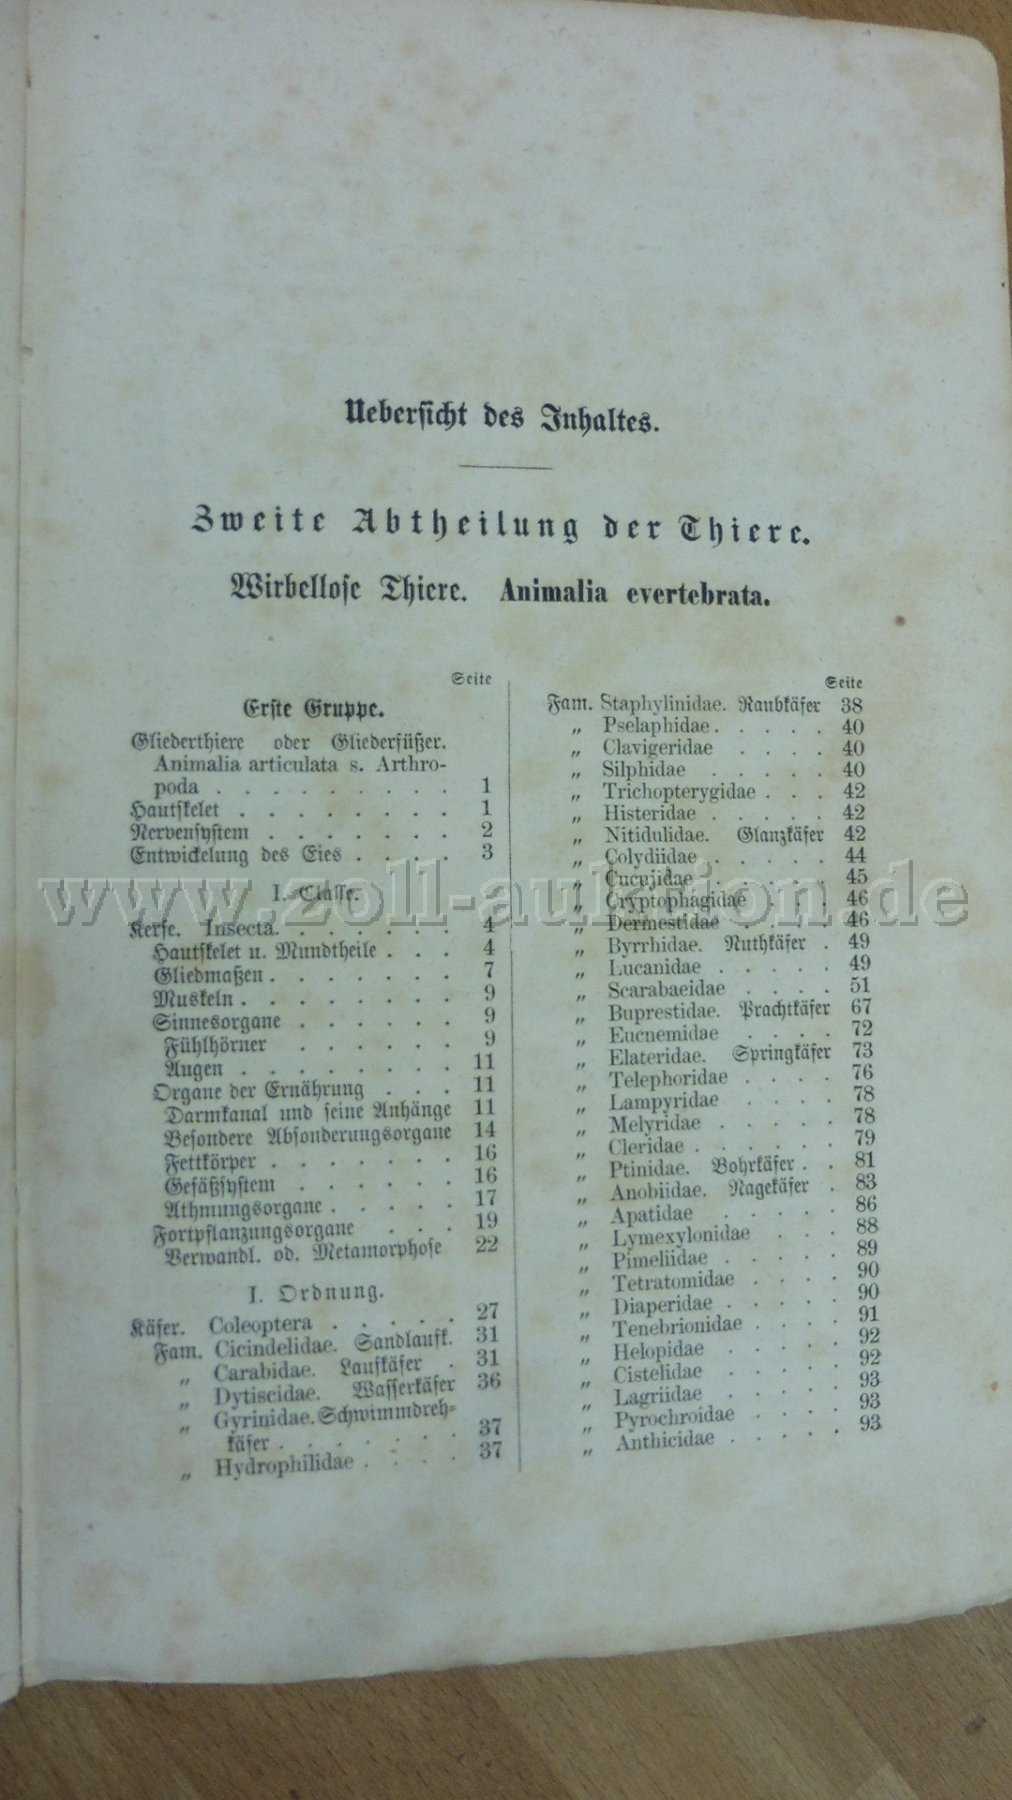 Uebersicht des Inhaltes.
Zweite Abtheilung der Thiere.
Wirbellose Thiere. Animalia evertebrata.
Seite
Erste Gruppe.
Gliederthiere oder Gliederfüßer.
Animalia articulata s. Arthro-
poda . . . . . . . . . 1
Hautskelet . . . . . . . . 1
Nervensystem . . . . . . . 2
Entwickelung des Eies . . . . 3
I. Classe.
Kerfe. Insecta. . . . . . . 4
Hautskelet u. Mundtheile . . . 4
Gliedmaßen . . . . . . . 7
Muskeln . . . . . . . . 9
Sinnesorgane . . . . . . 9
Fühlhörner . . . . . . 9
Augen . . . . . . . . 11
Organe der Ernährung . . . 11
Darmkanal und seine Anhänge 11
Besondere Absonderungsorgane 14
Fettkörper . . . . . . . 16
Gefäßsystem . . . . . . 16
Athmungsorgane . . . . . 17
Fortpflanzungsorgane . . . 19
Verwandl. od. Metamorphose 22
I. Ordnung.
Käfer. Coleoptera . . . . . 27
Fam. Cicindelidae. Sandlaufk. 31
„ Carabidae. Laufkäfer . 31
„ Dytiscidae. Wasserkäfer 36
„ Gyrinidae. Schwimmdreh-
käfer . . . . . . . 37
„ Hydrophilidae . . . . 37
Seite
Fam. Staphylinidae. Raubkäfer 38
„ Pselaphidae . . . . . 40
„ Clavigeridae . . . . 40
„ Silphidae . . . . . 40
„ Trichopterygidae . . . 42
„ Histeridae . . . . . 42
„ Nitidulidae. Glanzkäfer 42
„ Colydiidae . . . . . 44
„ Cucujidae . . . . . 45
„ Cryptophagidae . . . 46
„ Dermestidae . . . . 46
„ Byrrhidae. Nuthkäfer . 49
„ Lucanidae . . . . . 49
„ Scarabaeidae . . . . 51
„ Buprestidae. Prachtkäfer 67
„ Eucnemidae . . . . 72
„ Elateridae. Springkäfer 73
„ Telephoridae . . . . 76
„ Lampyridae . . . . 78
„ Melyridae . . . . . 78
„ Cleridae . . . . . . 79
„ Ptinidae. Bohrkäfer . . 81
„ Anobiidae. Nagekäfer . 83
„ Apatidae . . . . . 86
„ Lymexylonidae . . . 88
„ Pimeliidae . . . . . 89
„ Tetratomidae . . . . 90
„ Diaperidae . . . . . 90
„ Tenebrionidae . . . . 91
„ Helopidae . . . . . 92
„ Cistelidae . . . . . 92
„ Lagriidae . . . . . 93
„ Pyrochroidae . . . . 93
„ Anthicidae . . . . . 93
www.zoll-auktion.de